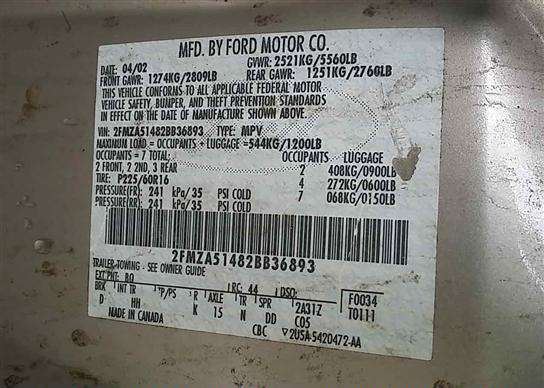 MFD. BY FORD MOTOR CO.
DATE: 04/02 GVWR: 2521KG/5560LB
FRONT GAWR: 1274KG/2809LB REAR GAWR: 1251KG/2760LB
THIS VEHICLE CONFORMS TO ALL APPLICABLE FEDERAL MOTOR
VEHICLE SAFETY, BUMPER, AND THEFT PREVENTION STANDARDS
IN EFFECT ON THE DATE OF MANUFACTURE SHOWN ABOVE.
VIN: 2FMZA51482BB36893 TYPE: MPV
MAXIMUM LOAD = OCCUPANTS + LUGGAGE = 544KG/1200LB
OCCUPANTS = 7 TOTAL: OCCUPANTS LUGGAGE
2 FRONT, 2 2ND, 3 REAR 2 408KG/0900LB
TIRE: P225/60R16 4 272KG/0600LB
PRESSURE(FR): 241 kPa/35 PSI COLD 7 068KG/0150LB
PRESSURE(RR): 241 kPa/35 PSI COLD
2FMZA51482BB36893
TRAILER-TOWING - SEE OWNER GUIDE
EXT PNT: BQ RC: 44 DSO: F0034
BRK INT TR TP/PS R AXLE TR SPR 2A31Z T0111
D HH K 15 N DD C05
MADE IN CANADA CBC 2USA-5420472-AA